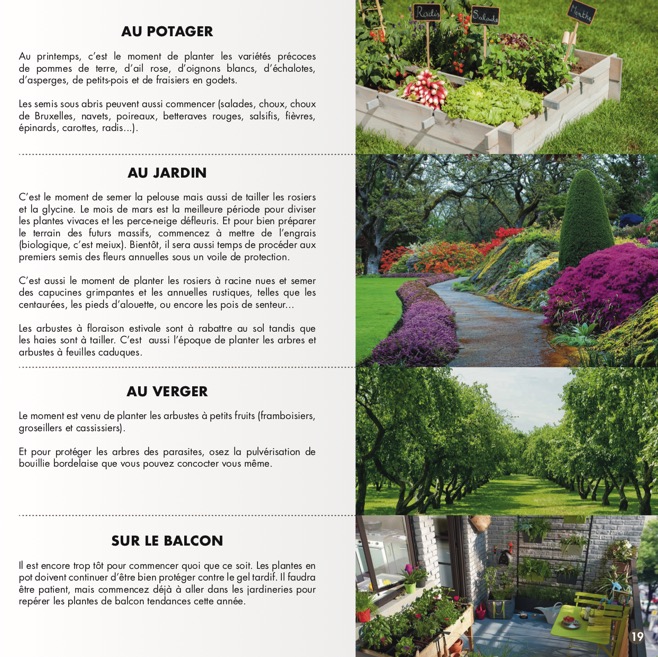 AU POTAGER
Au printemps, c'est le moment de planter les variétés précoces
de pommes de terre, d'ail rose, d'oignons blancs, d'échalotes,
d'asperges, de petits-pois et de fraisiers en godets.
Les semis sous abris peuvent aussi commencer (salades, choux, choux
de Bruxelles, navets, poireaux, betteraves rouges, salsifis, fièvres,
épinards, carottes, radis...).
Radis
Salade
Menthe
AU JARDIN
C'est le moment de semer la pelouse mais aussi de tailler les rosiers
et la glycine. Le mois de mars est la meilleure période pour diviser
les plantes vivaces et les perce-neige défleuris. Et pour bien préparer
le terrain des futurs massifs, commencez à mettre de l'engrais
(biologique, c'est meiux). Bientôt, il sera aussi temps de procéder aux
premiers semis des fleurs annuelles sous un voile de protection.
C'est aussi le moment de planter les rosiers à racine nues et semer
des capucines grimpantes et les annuelles rustiques, telles que les
centaurées, les pieds d'alouette, ou encore les pois de senteur...
Les arbustes à floraison estivale sont à rabattre au sol tandis que
les haies sont à tailler. C'est aussi l'époque de planter les arbres et
arbustes à feuilles caduques.
AU VERGER
Le moment est venu de planter les arbustes à petits fruits (framboisiers,
groseillers et cassissiers).
Et pour protéger les arbres des parasites, osez la pulvérisation de
bouillie bordelaise que vous pouvez concocter vous même.
SUR LE BALCON
Il est encore trop tôt pour commencer quoi que ce soit. Les plantes en
pot doivent continuer d'être bien protéger contre le gel tardif. Il faudra
être patient, mais commencez déjà à aller dans les jardineries pour
repérer les plantes de balcon tendances cette année.
19